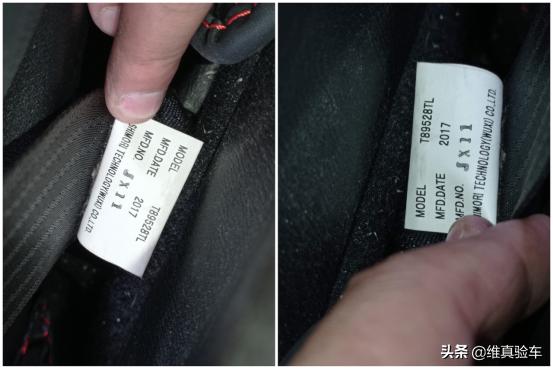 MODEL T89528TL
MFD.DATE 2017
MFD.NO. JX11
SHIMORI TECHNOLOGY(WUXI) CO.,LTD.
MODEL T89528TL
MFD.DATE 2017
MFD.NO. JX11
TECHNOLOGY(WUXI) CO.,LTD.
头条 @维真验车